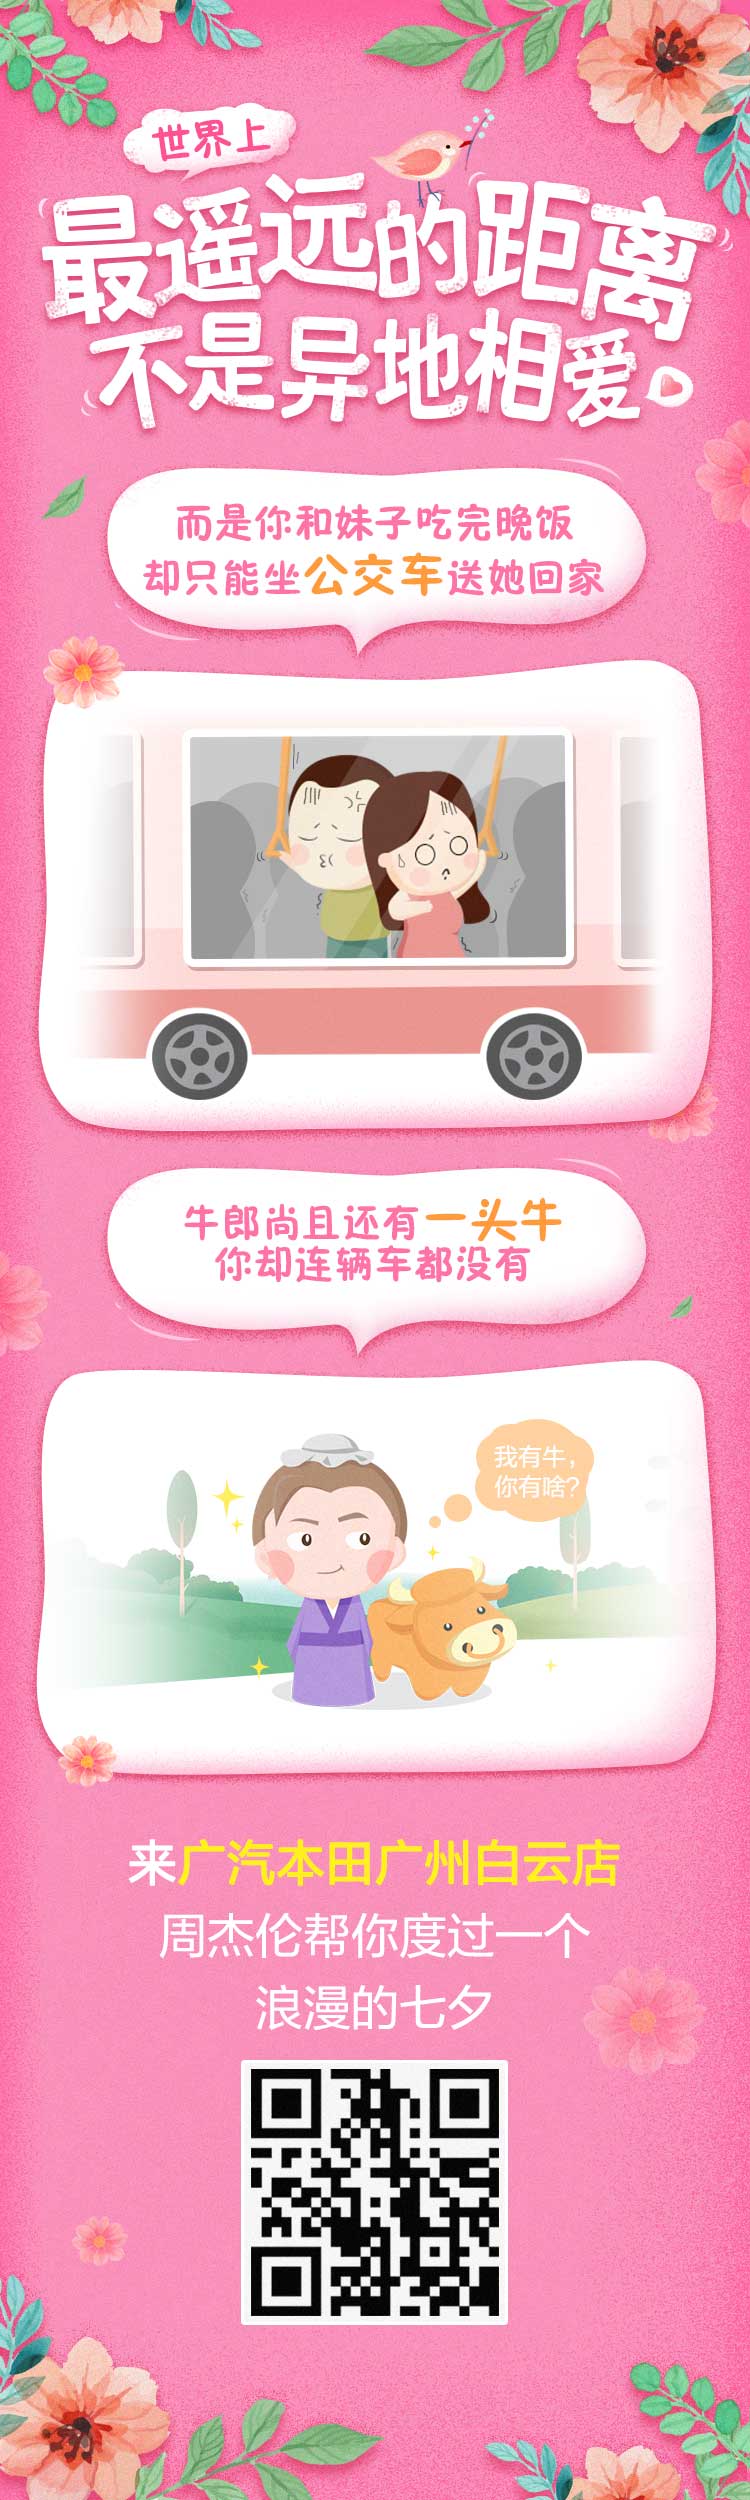 世界上
最遥远的距离
不是异地相爱
而是你和妹子吃完晚饭
却只能坐公交车送她回家
牛郎尚且还有一头牛
你却连辆车都没有
我有牛，
你有啥？
来广汽本田广州白云店
周杰伦帮你度过一个
浪漫的七夕